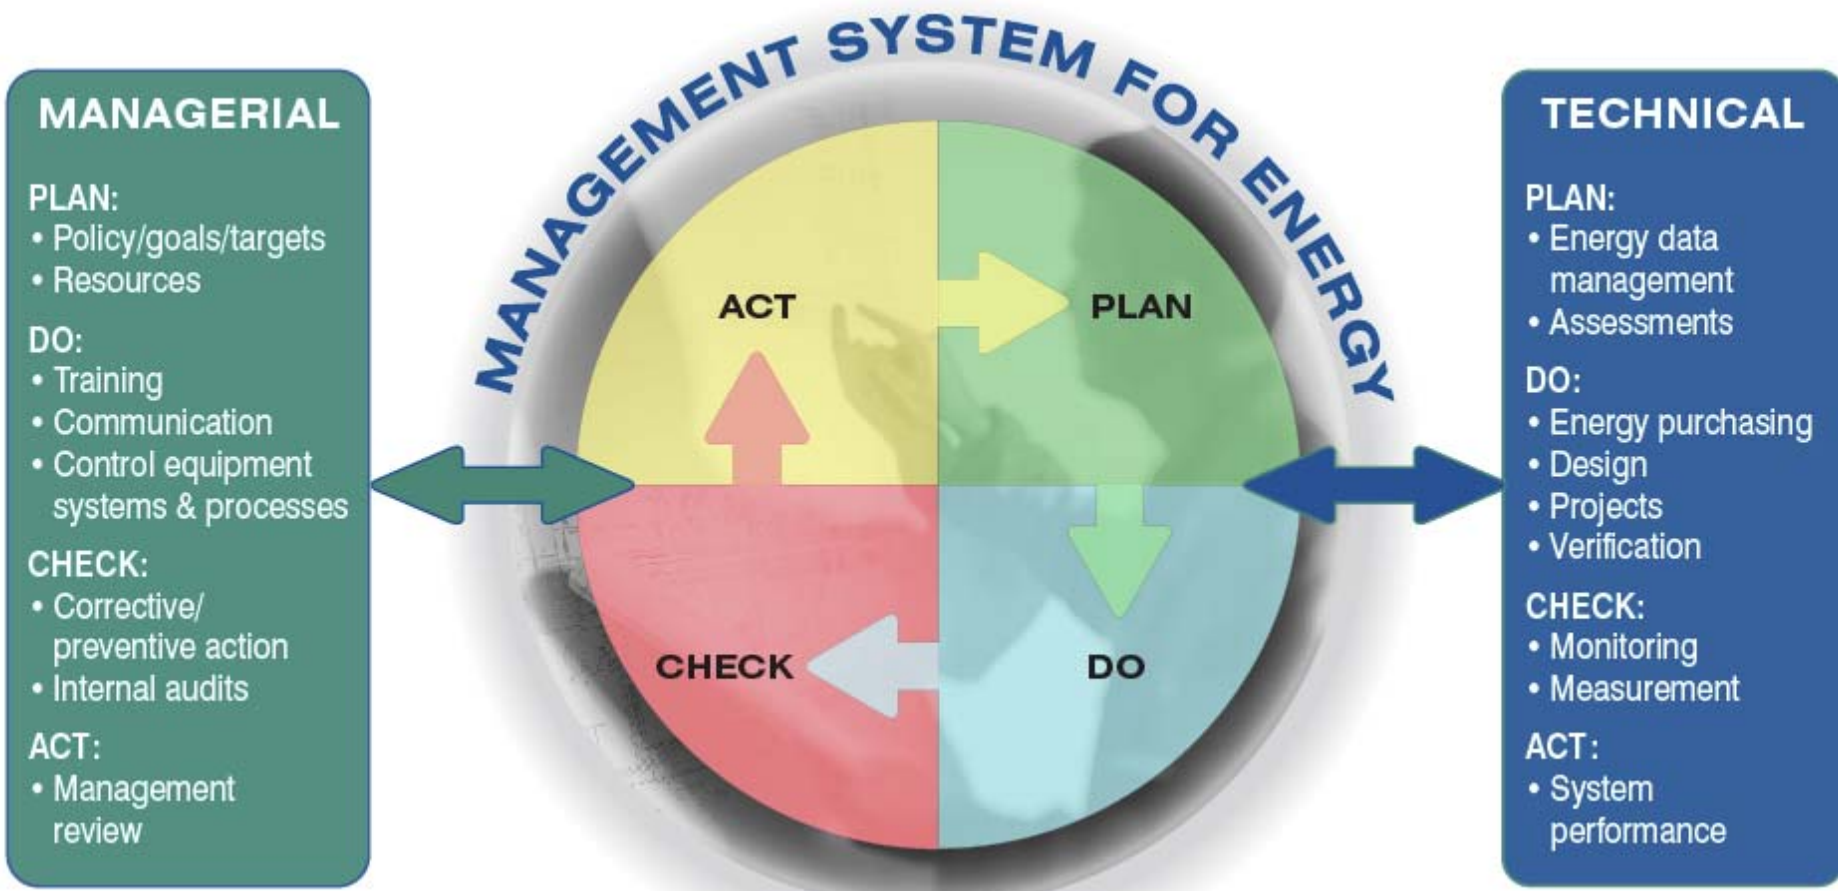 MANAGEMENT SYSTEM FOR ENERGY
MANAGERIAL
PLAN:
• Policy/goals/targets
• Resources
DO:
• Training
• Communication
• Control equipment
systems & processes
CHECK:
• Corrective/
preventive action
• Internal audits
ACT:
• Management
review
ACT
PLAN
CHECK
DO
TECHNICAL
PLAN:
• Energy data
management
• Assessments
DO:
• Energy purchasing
• Design
• Projects
• Verification
CHECK:
• Monitoring
• Measurement
ACT:
• System
performance